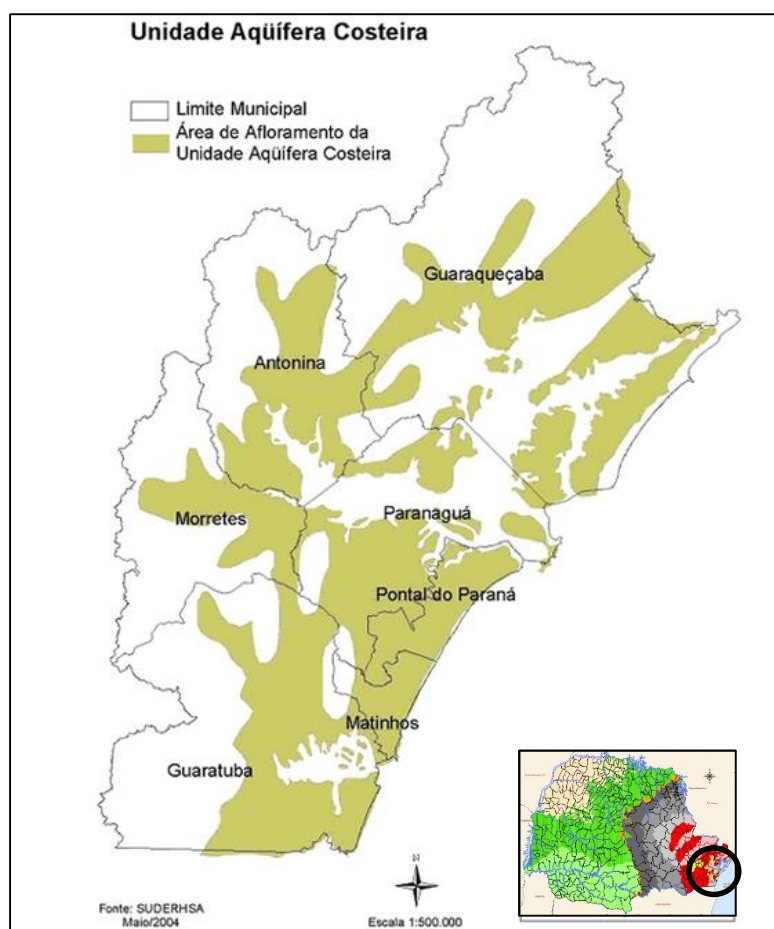 Unidade Aqüífera Costeira
Limite Municipal
Área de Afloramento da
Unidade Aqüífera Costeira
Guaraqueçaba
Antonina
Morretes
Paranaguá
Pontal do Paraná
Matinhos
Guaratuba
N
Fonte: SUDERHSA
Maio/2004
Escala 1:500.000